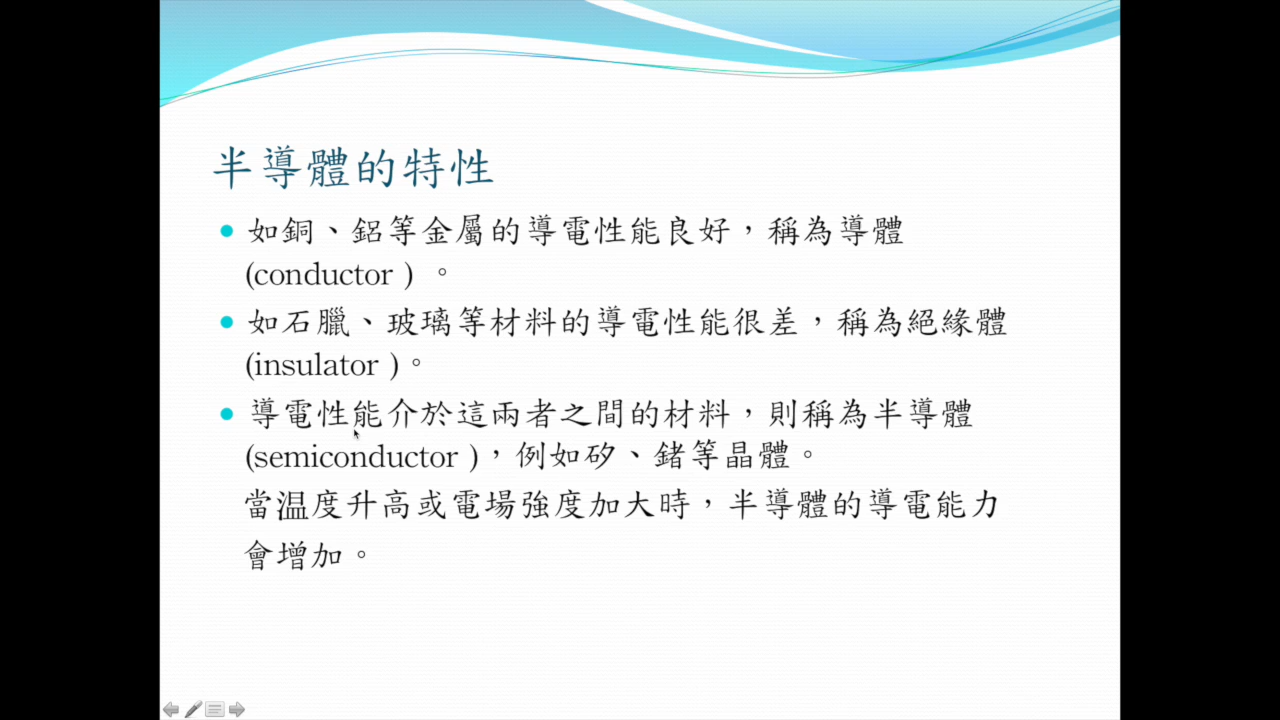 半導體的特性
如銅、鋁等金屬的導電性能良好，稱為導體
(conductor ) 。
如石臘、玻璃等材料的導電性能很差，稱為絕緣體
(insulator )。
導電性能介於這兩者之間的材料，則稱為半導體
(semiconductor )，例如矽、鍺等晶體。
當温度升高或電場強度加大時，半導體的導電能力
會增加。